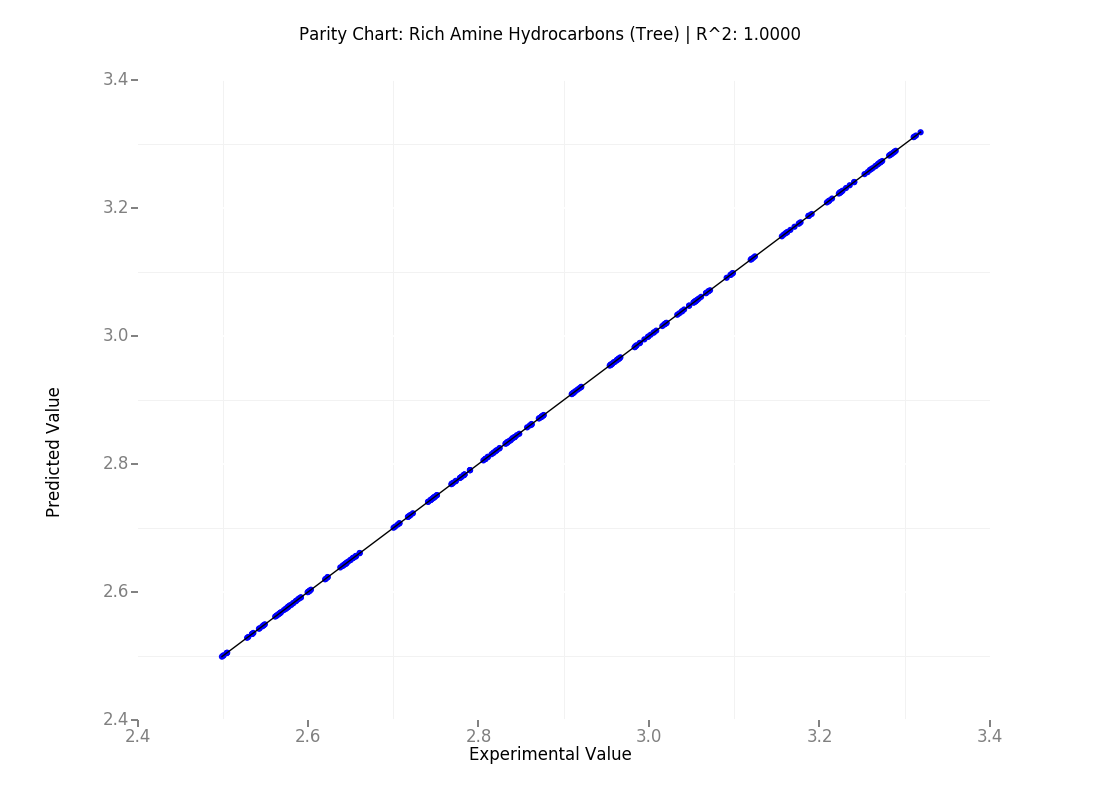 Parity Chart: Rich Amine Hydrocarbons (Tree) | R^2: 1.0000
3.4
3.2
3.0
2.8
2.6
2.4
Predicted Value
2.4 2.6 2.8 3.0 3.2 3.4
Experimental Value